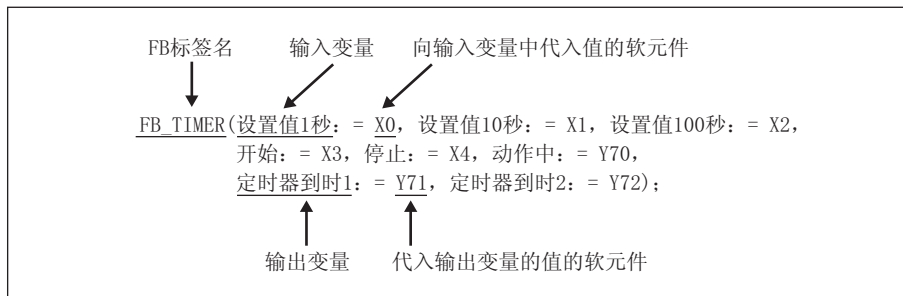 FB标签名 输入变量 向输入变量中代入值的软元件
FB_TIMER(设置值1秒：= X0，设置值10秒：= X1，设置值100秒：= X2，
开始：= X3，停止：= X4，动作中：= Y70，
定时器到时1：= Y71，定时器到时2：= Y72)；
输出变量 代入输出变量的值的软元件